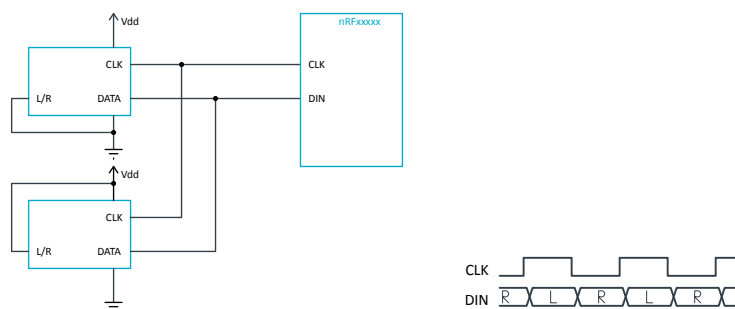 Vdd
nRFxxxxx
CLK
CLK
L/R
DATA
DIN
Vdd
CLK
L/R
DATA
CLK
DIN R L R L R